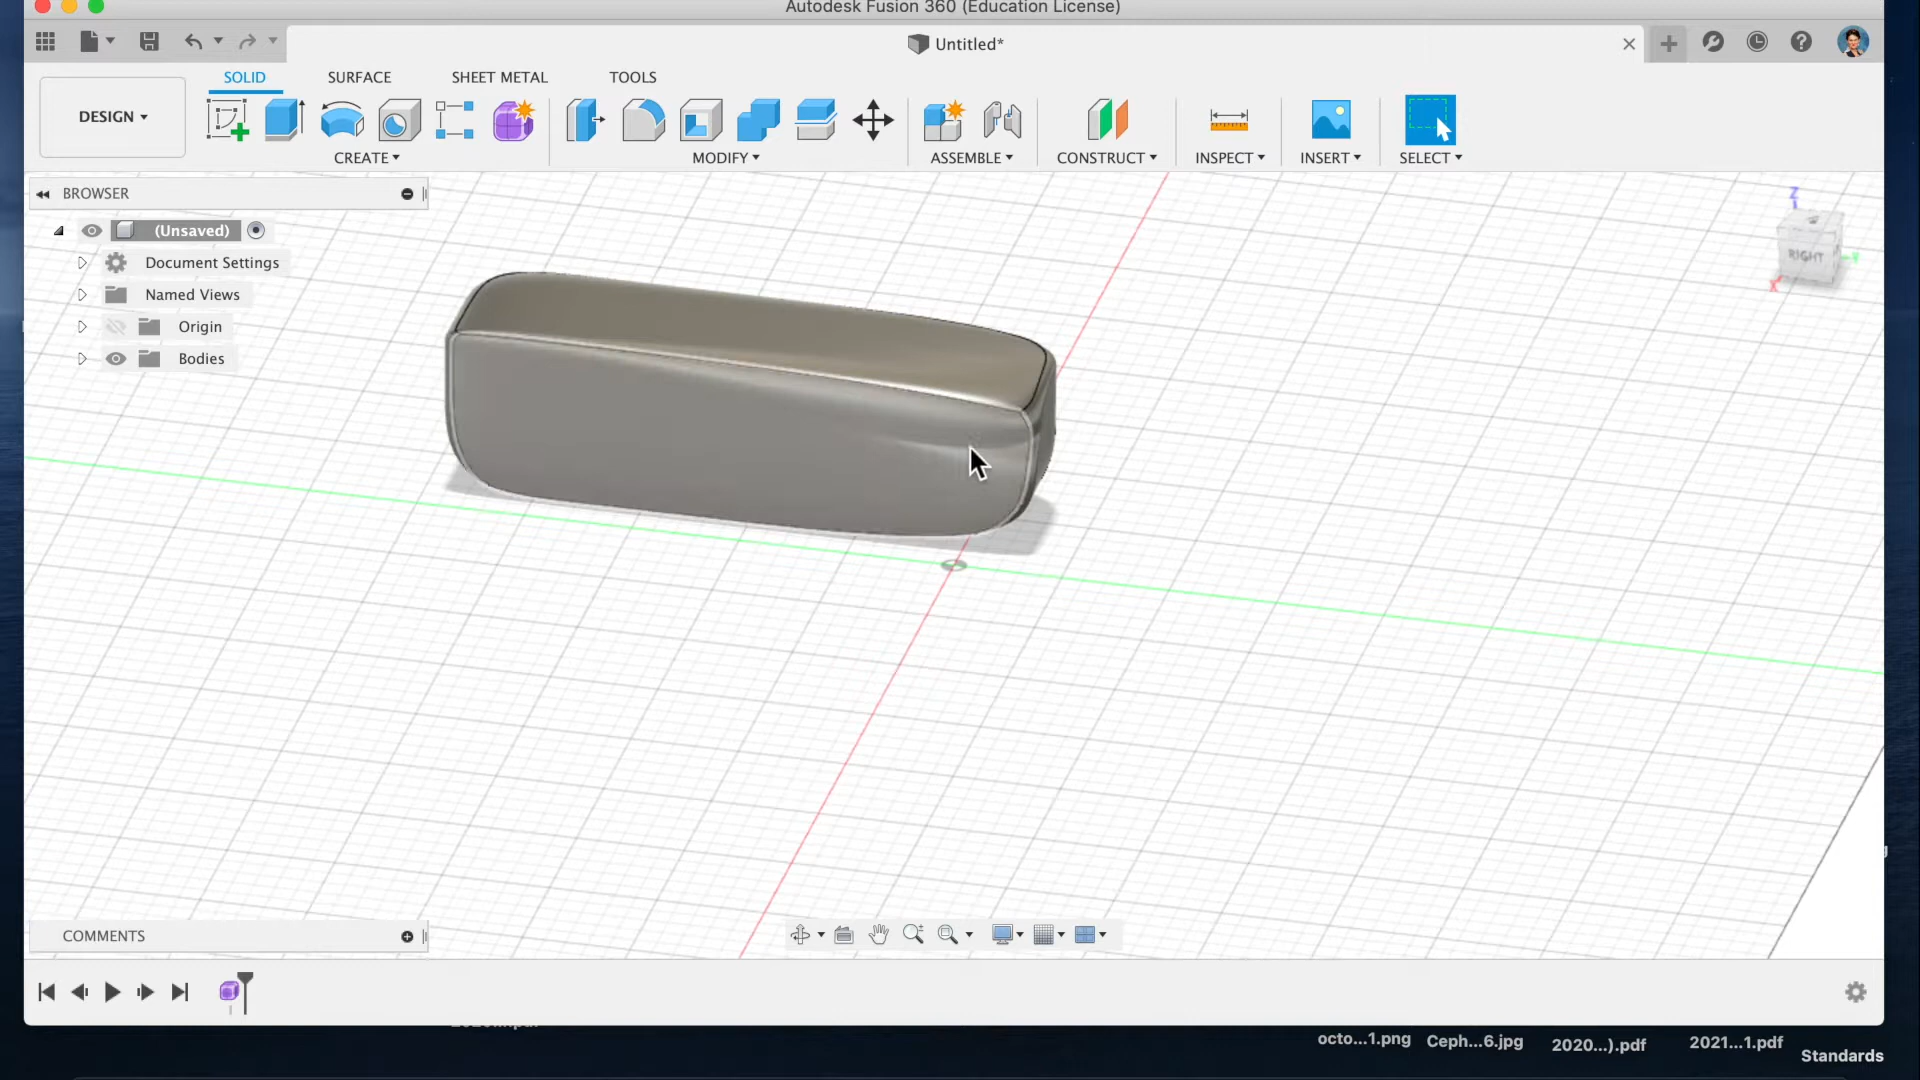 Autodesk Fusion 360 (Education License)
Untitled*
SOLID
SURFACE
SHEET METAL
TOOLS
DESIGN
CREATE
MODIFY
ASSEMBLE
CONSTRUCT
INSPECT
INSERT
SELECT
BROWSER
(Unsaved)
Document Settings
Named Views
Origin
Bodies
Z
RIGHT
Y
X
COMMENTS
octo...1.png
Ceph...6.jpg
2020...).pdf
2021...1.pdf
Standards